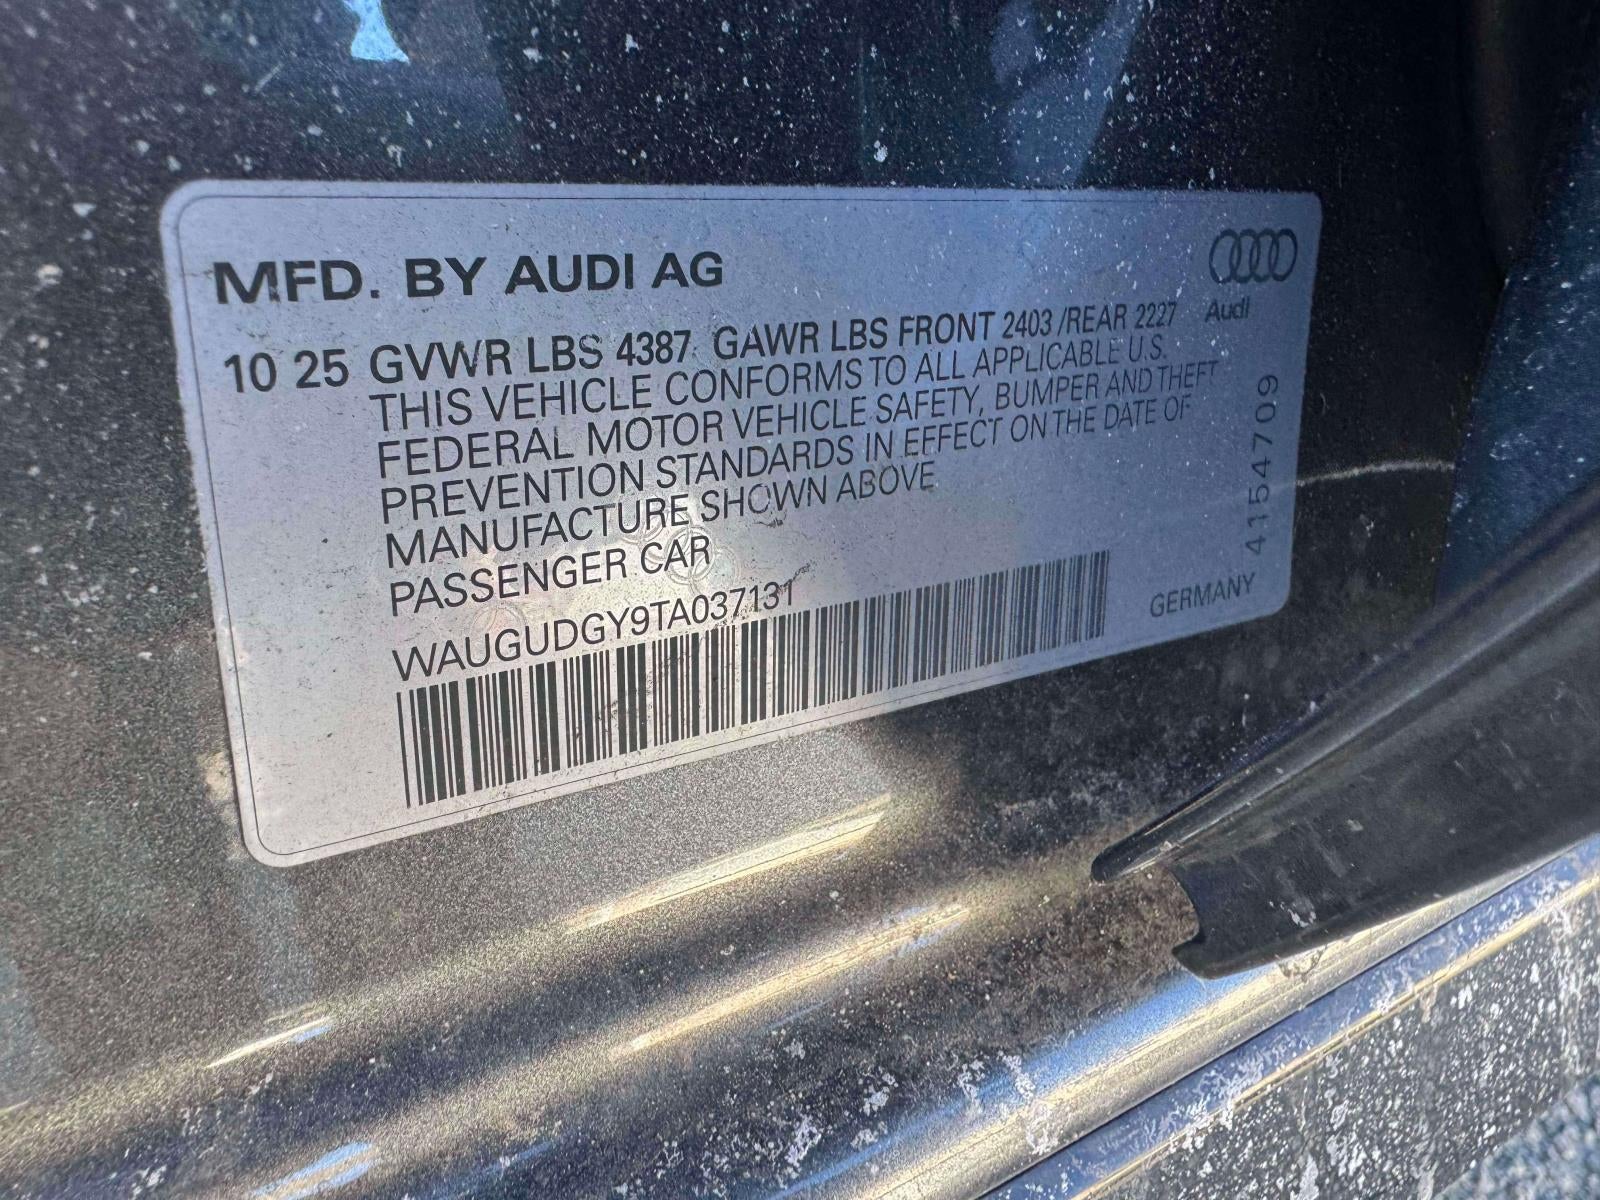 MFD. BY AUDI AG
Audi
10 25 GVWR LBS 4387 GAWR LBS FRONT 2403 /REAR 2227
THIS VEHICLE CONFORMS TO ALL APPLICABLE U.S.
FEDERAL MOTOR VEHICLE SAFETY, BUMPER AND THEFT
PREVENTION STANDARDS IN EFFECT ON THE DATE OF
MANUFACTURE SHOWN ABOVE
PASSENGER CAR
WAUGUDGY9TA037131
GERMANY
4154709